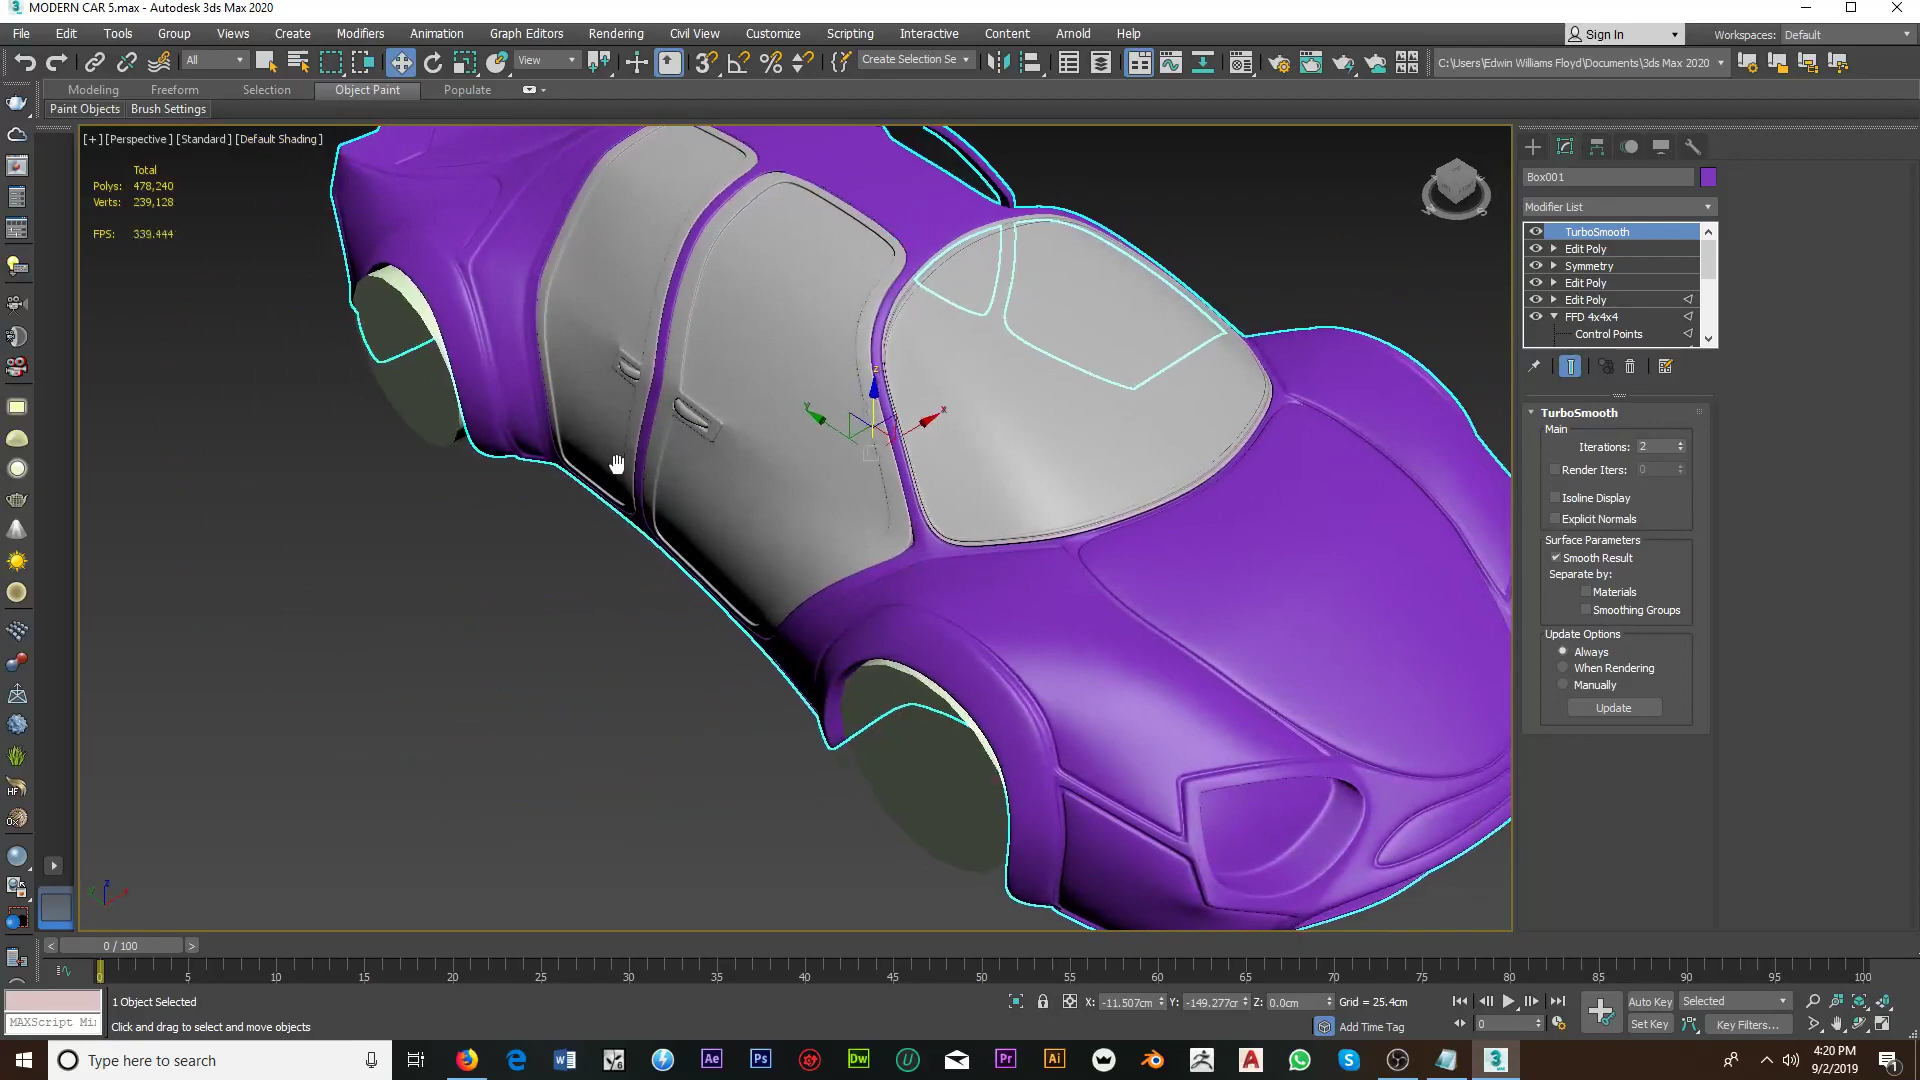 MODERN CAR 5.max - Autodesk 3ds Max 2020
File Edit Tools Group Views Create Modifiers Animation Graph Editors Rendering Civil View Customize Scripting Interactive Content Arnold Help
Sign In
Workspaces: Default
All
View
Create Selection Se
C:\Users\Edwin Williams Floyd\Documents\3ds Max 2020
Modeling Freeform Selection Object Paint Populate
Paint Objects Brush Settings
[+] [Perspective] [Standard] [Default Shading]
Total
Polys: 478,240
Verts: 239,128
FPS: 339.444
Box001
Modifier List
TurboSmooth
Edit Poly
Symmetry
Edit Poly
Edit Poly
FFD 4x4x4
Control Points
TurboSmooth
Main
Iterations: 2
Render Iters: 0
Isoline Display
Explicit Normals
Surface Parameters
Smooth Result
Separate by:
Materials
Smoothing Groups
Update Options
Always
When Rendering
Manually
Update
0 / 100
0 5 10 15 20 25 30 35 40 45 50 55 60 65 70 75 80 85 90 95 100
1 Object Selected
X: -11.507cm Y: -149.277cm Z: 0.0cm Grid = 25.4cm
Auto Key Selected
MAXScript Mi
Click and drag to select and move objects
Add Time Tag
0
Set Key Key Filters...
Type here to search
4:20 PM
9/2/2019